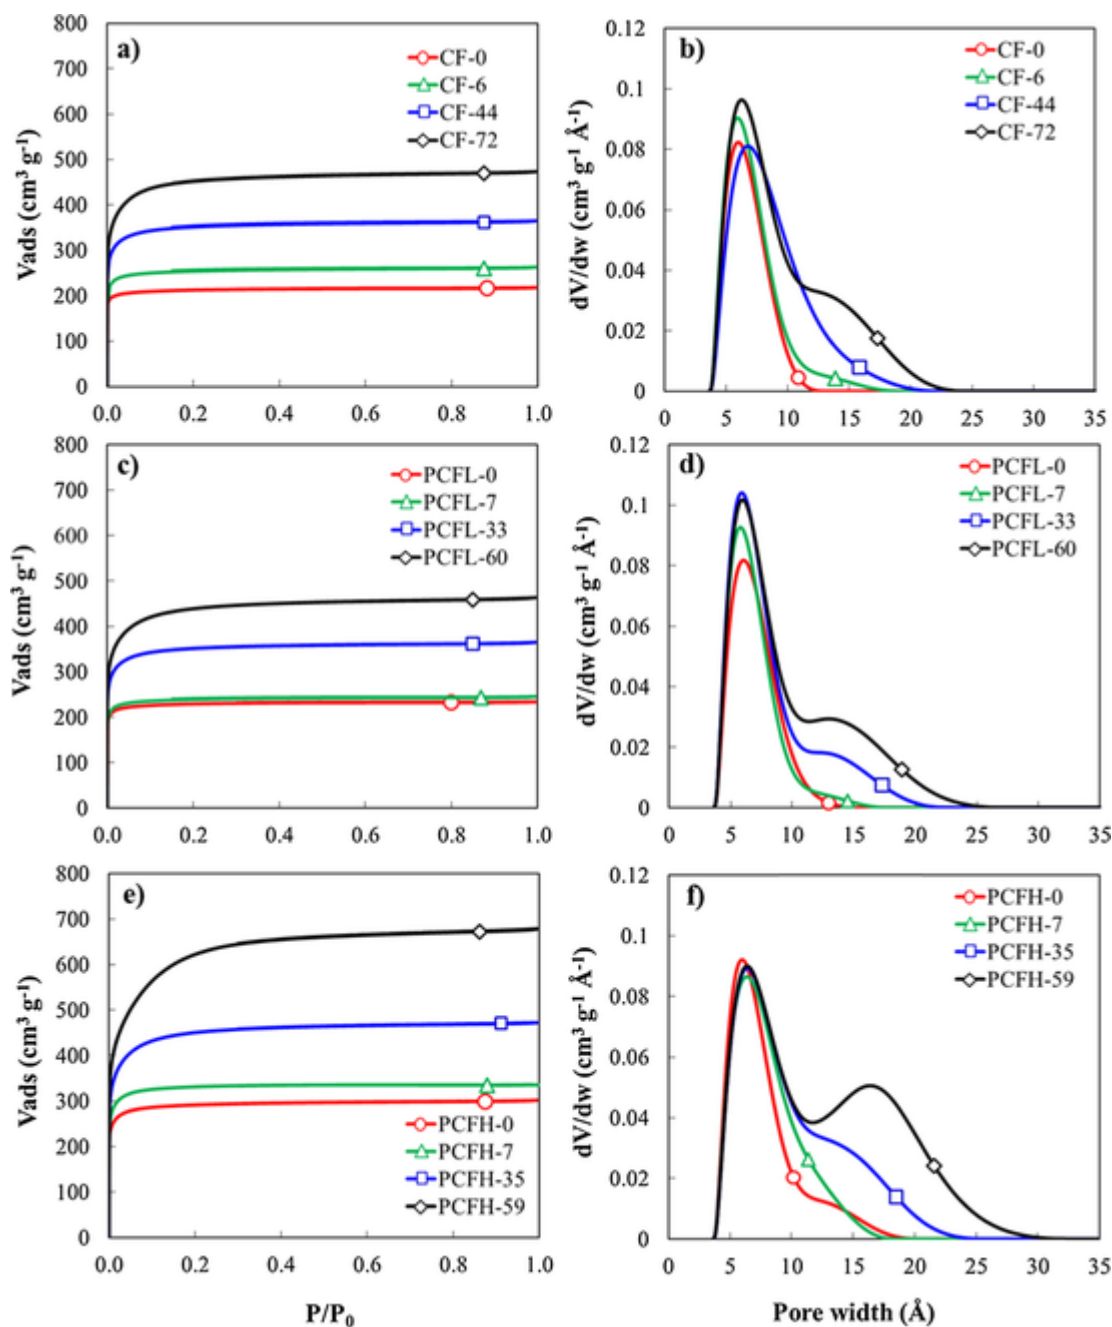 a)
CF-0
CF-6
CF-44
CF-72
Vads (cm³ g⁻¹)
800
700
600
500
400
300
200
100
0
0.0 0.2 0.4 0.6 0.8 1.0
b)
CF-0
CF-6
CF-44
CF-72
dV/dw (cm³ g⁻¹ Å⁻¹)
0.12
0.1
0.08
0.06
0.04
0.02
0
0 5 10 15 20 25 30 35
c)
PCFL-0
PCFL-7
PCFL-33
PCFL-60
Vads (cm³ g⁻¹)
800
700
600
500
400
300
200
100
0
0.0 0.2 0.4 0.6 0.8 1.0
d)
PCFL-0
PCFL-7
PCFL-33
PCFL-60
dV/dw (cm³ g⁻¹ Å⁻¹)
0.12
0.1
0.08
0.06
0.04
0.02
0
0 5 10 15 20 25 30 35
e)
PCFH-0
PCFH-7
PCFH-35
PCFH-59
Vads (cm³ g⁻¹)
800
700
600
500
400
300
200
100
0
0.0 0.2 0.4 0.6 0.8 1.0
P/P₀
f)
PCFH-0
PCFH-7
PCFH-35
PCFH-59
dV/dw (cm³ g⁻¹ Å⁻¹)
0.12
0.1
0.08
0.06
0.04
0.02
0
0 5 10 15 20 25 30 35
Pore width (Å)